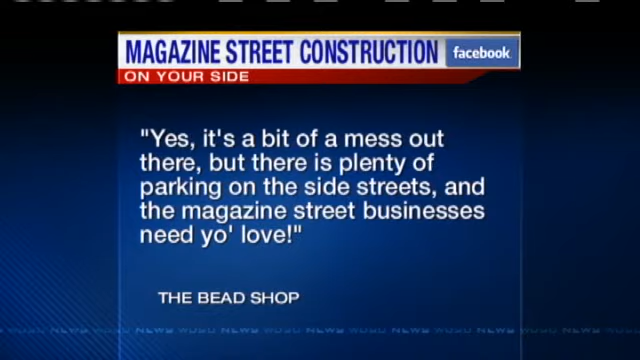 MAGAZINE STREET CONSTRUCTION facebook
ON YOUR SIDE
"Yes, it's a bit of a mess out
there, but there is plenty of
parking on the side streets, and
the magazine street businesses
need yo' love!"
THE BEAD SHOP